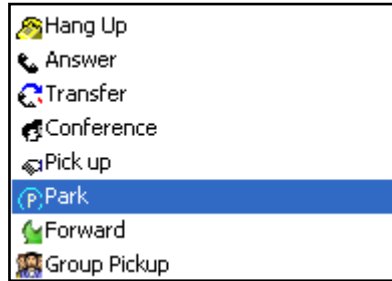 Hang Up
Answer
Transfer
Conference
Pick up
Park
Forward
Group Pickup